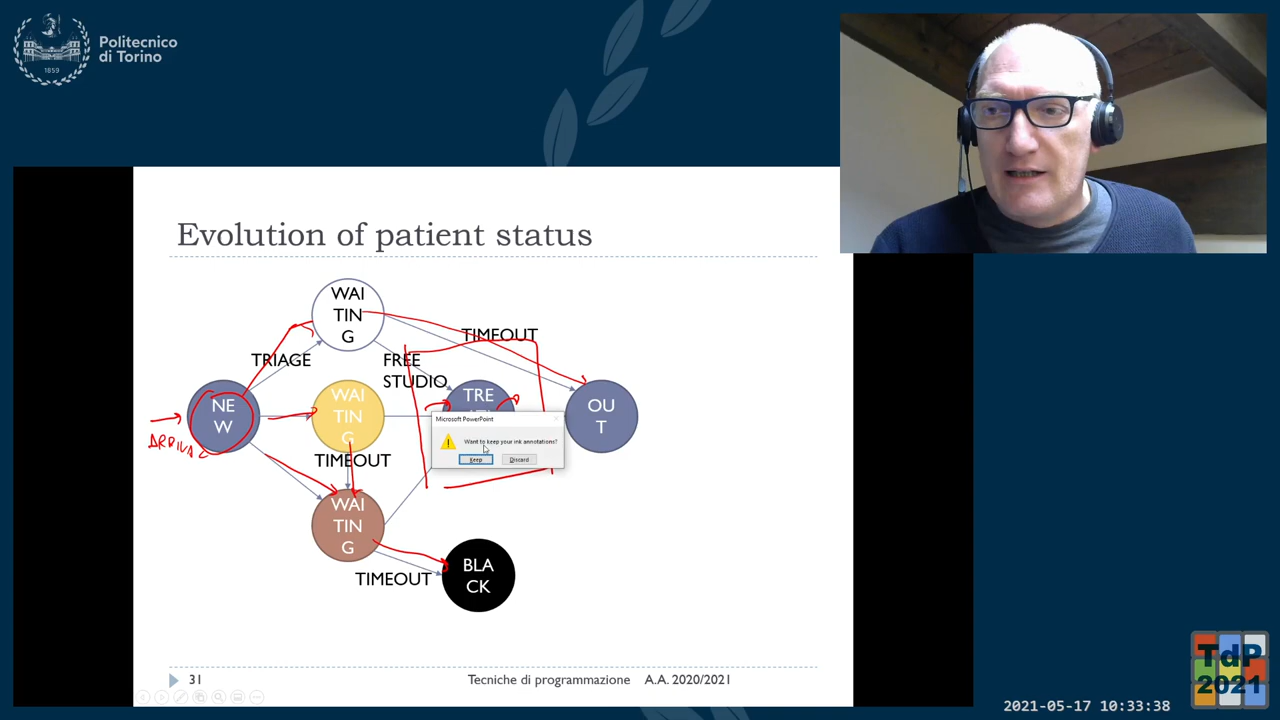 Politecnico
di Torino
1859
Evolution of patient status
WAI
TIN
G
TIMEOUT
TRIAGE
FREE
STUDIO
NE
W
WAI
TIN
G
TRE
OU
T
ARRIVAL
Microsoft PowerPoint
Want to keep your ink annotations?
Keep
Discard
TIMEOUT
WAI
TIN
G
BLA
CK
TIMEOUT
31
Tecniche di programmazione A.A. 2020/2021
TdP
2021
2021-05-17 10:33:38